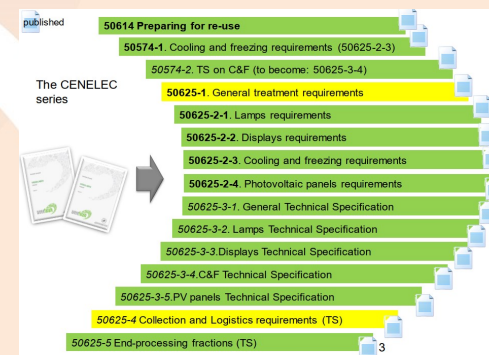 published
50614 Preparing for re-use
50574-1. Cooling and freezing requirements (50625-2-3)
50574-2. TS on C&F (to become: 50625-3-4)
The CENELEC
series
50625-1. General treatment requirements
50625-2-1. Lamps requirements
50625-2-2. Displays requirements
50625-2-3. Cooling and freezing requirements
50625-2-4. Photovoltaic panels requirements
50625-3-1. General Technical Specification
50625-3-2. Lamps Technical Specification
50625-3-3.Displays Technical Specification
50625-3-4.C&F Technical Specification
50625-3-5.PV panels Technical Specification
50625-4 Collection and Logistics requirements (TS)
50625-5 End-processing fractions (TS)
3